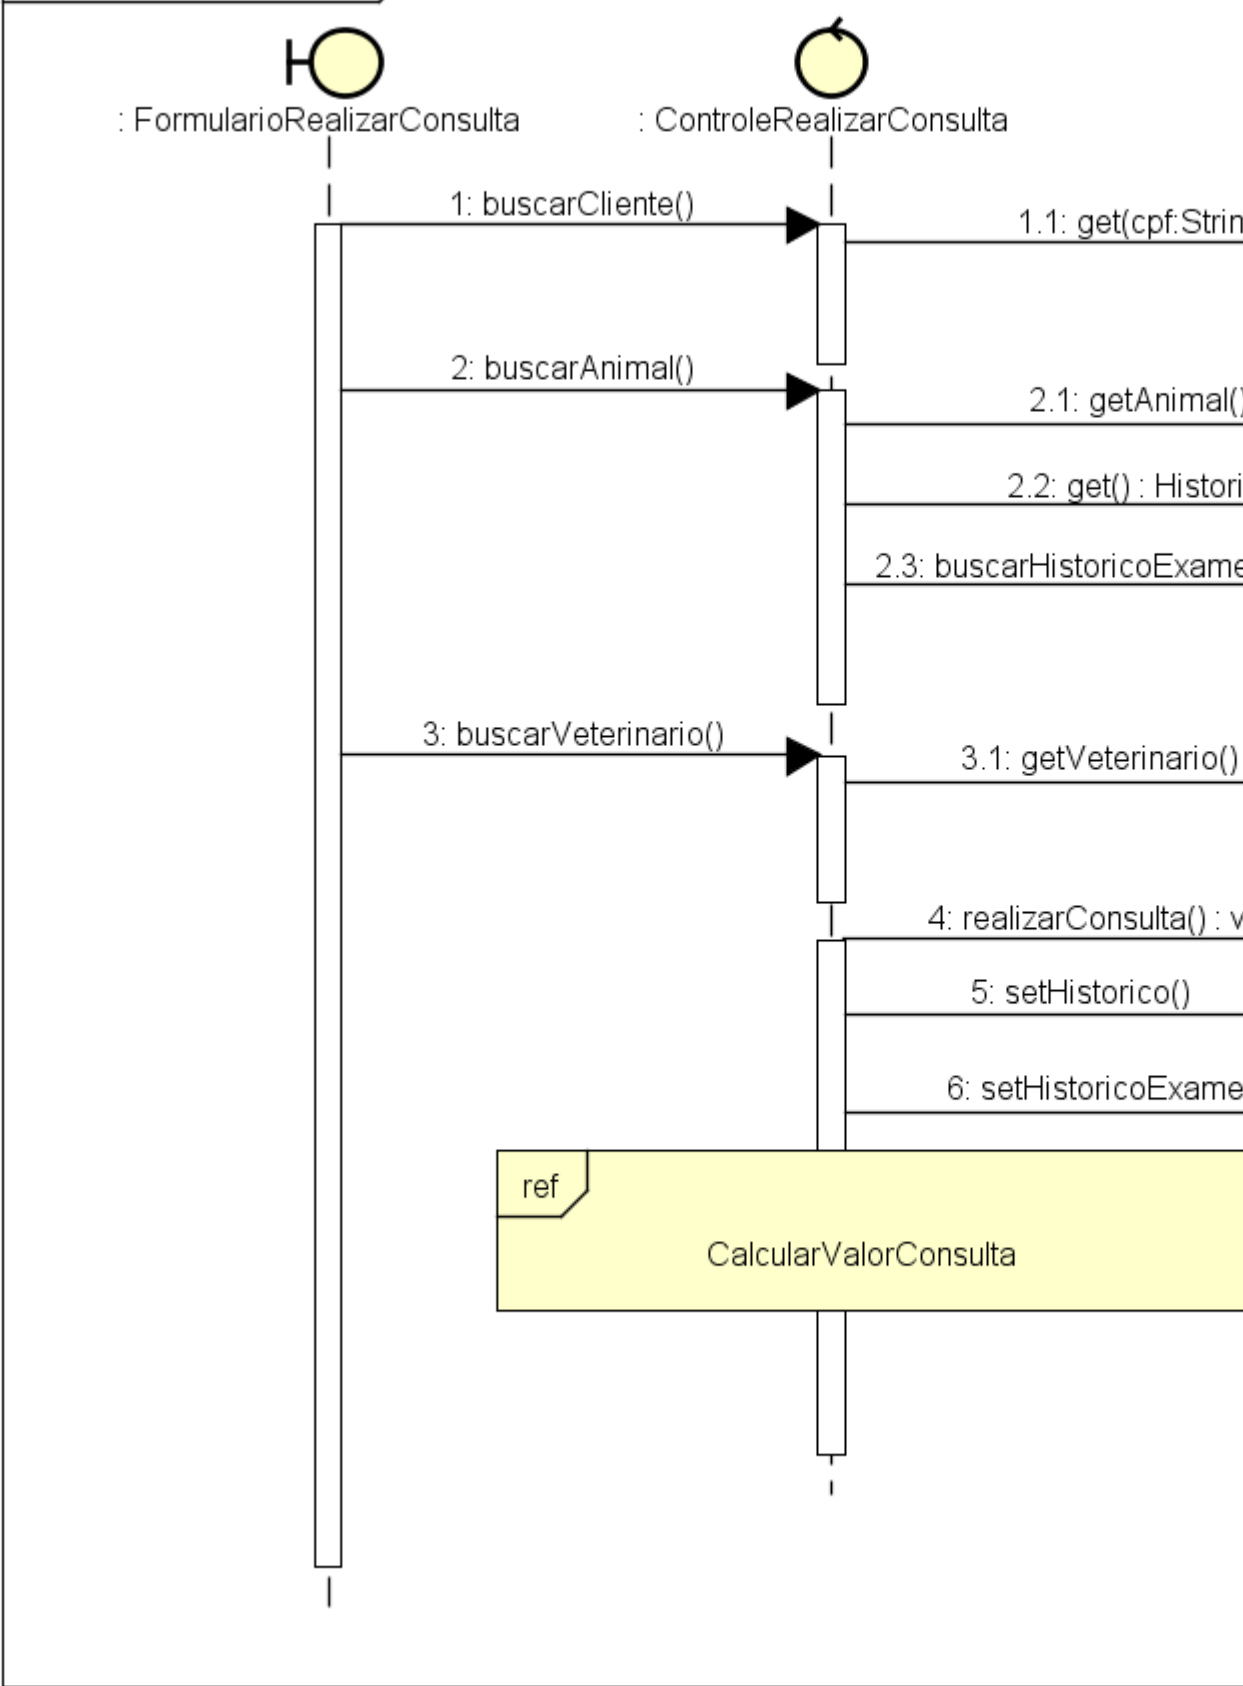 : FormularioRealizarConsulta
: ControleRealizarConsulta
1: buscarCliente()
1.1: get(cpf:Strin
2: buscarAnimal()
2.1: getAnimal()
2.2: get() : Histori
2.3: buscarHistoricoExame
3: buscarVeterinario()
3.1: getVeterinario()
4: realizarConsulta() : v
5: setHistorico()
6: setHistoricoExame
ref
CalcularValorConsulta